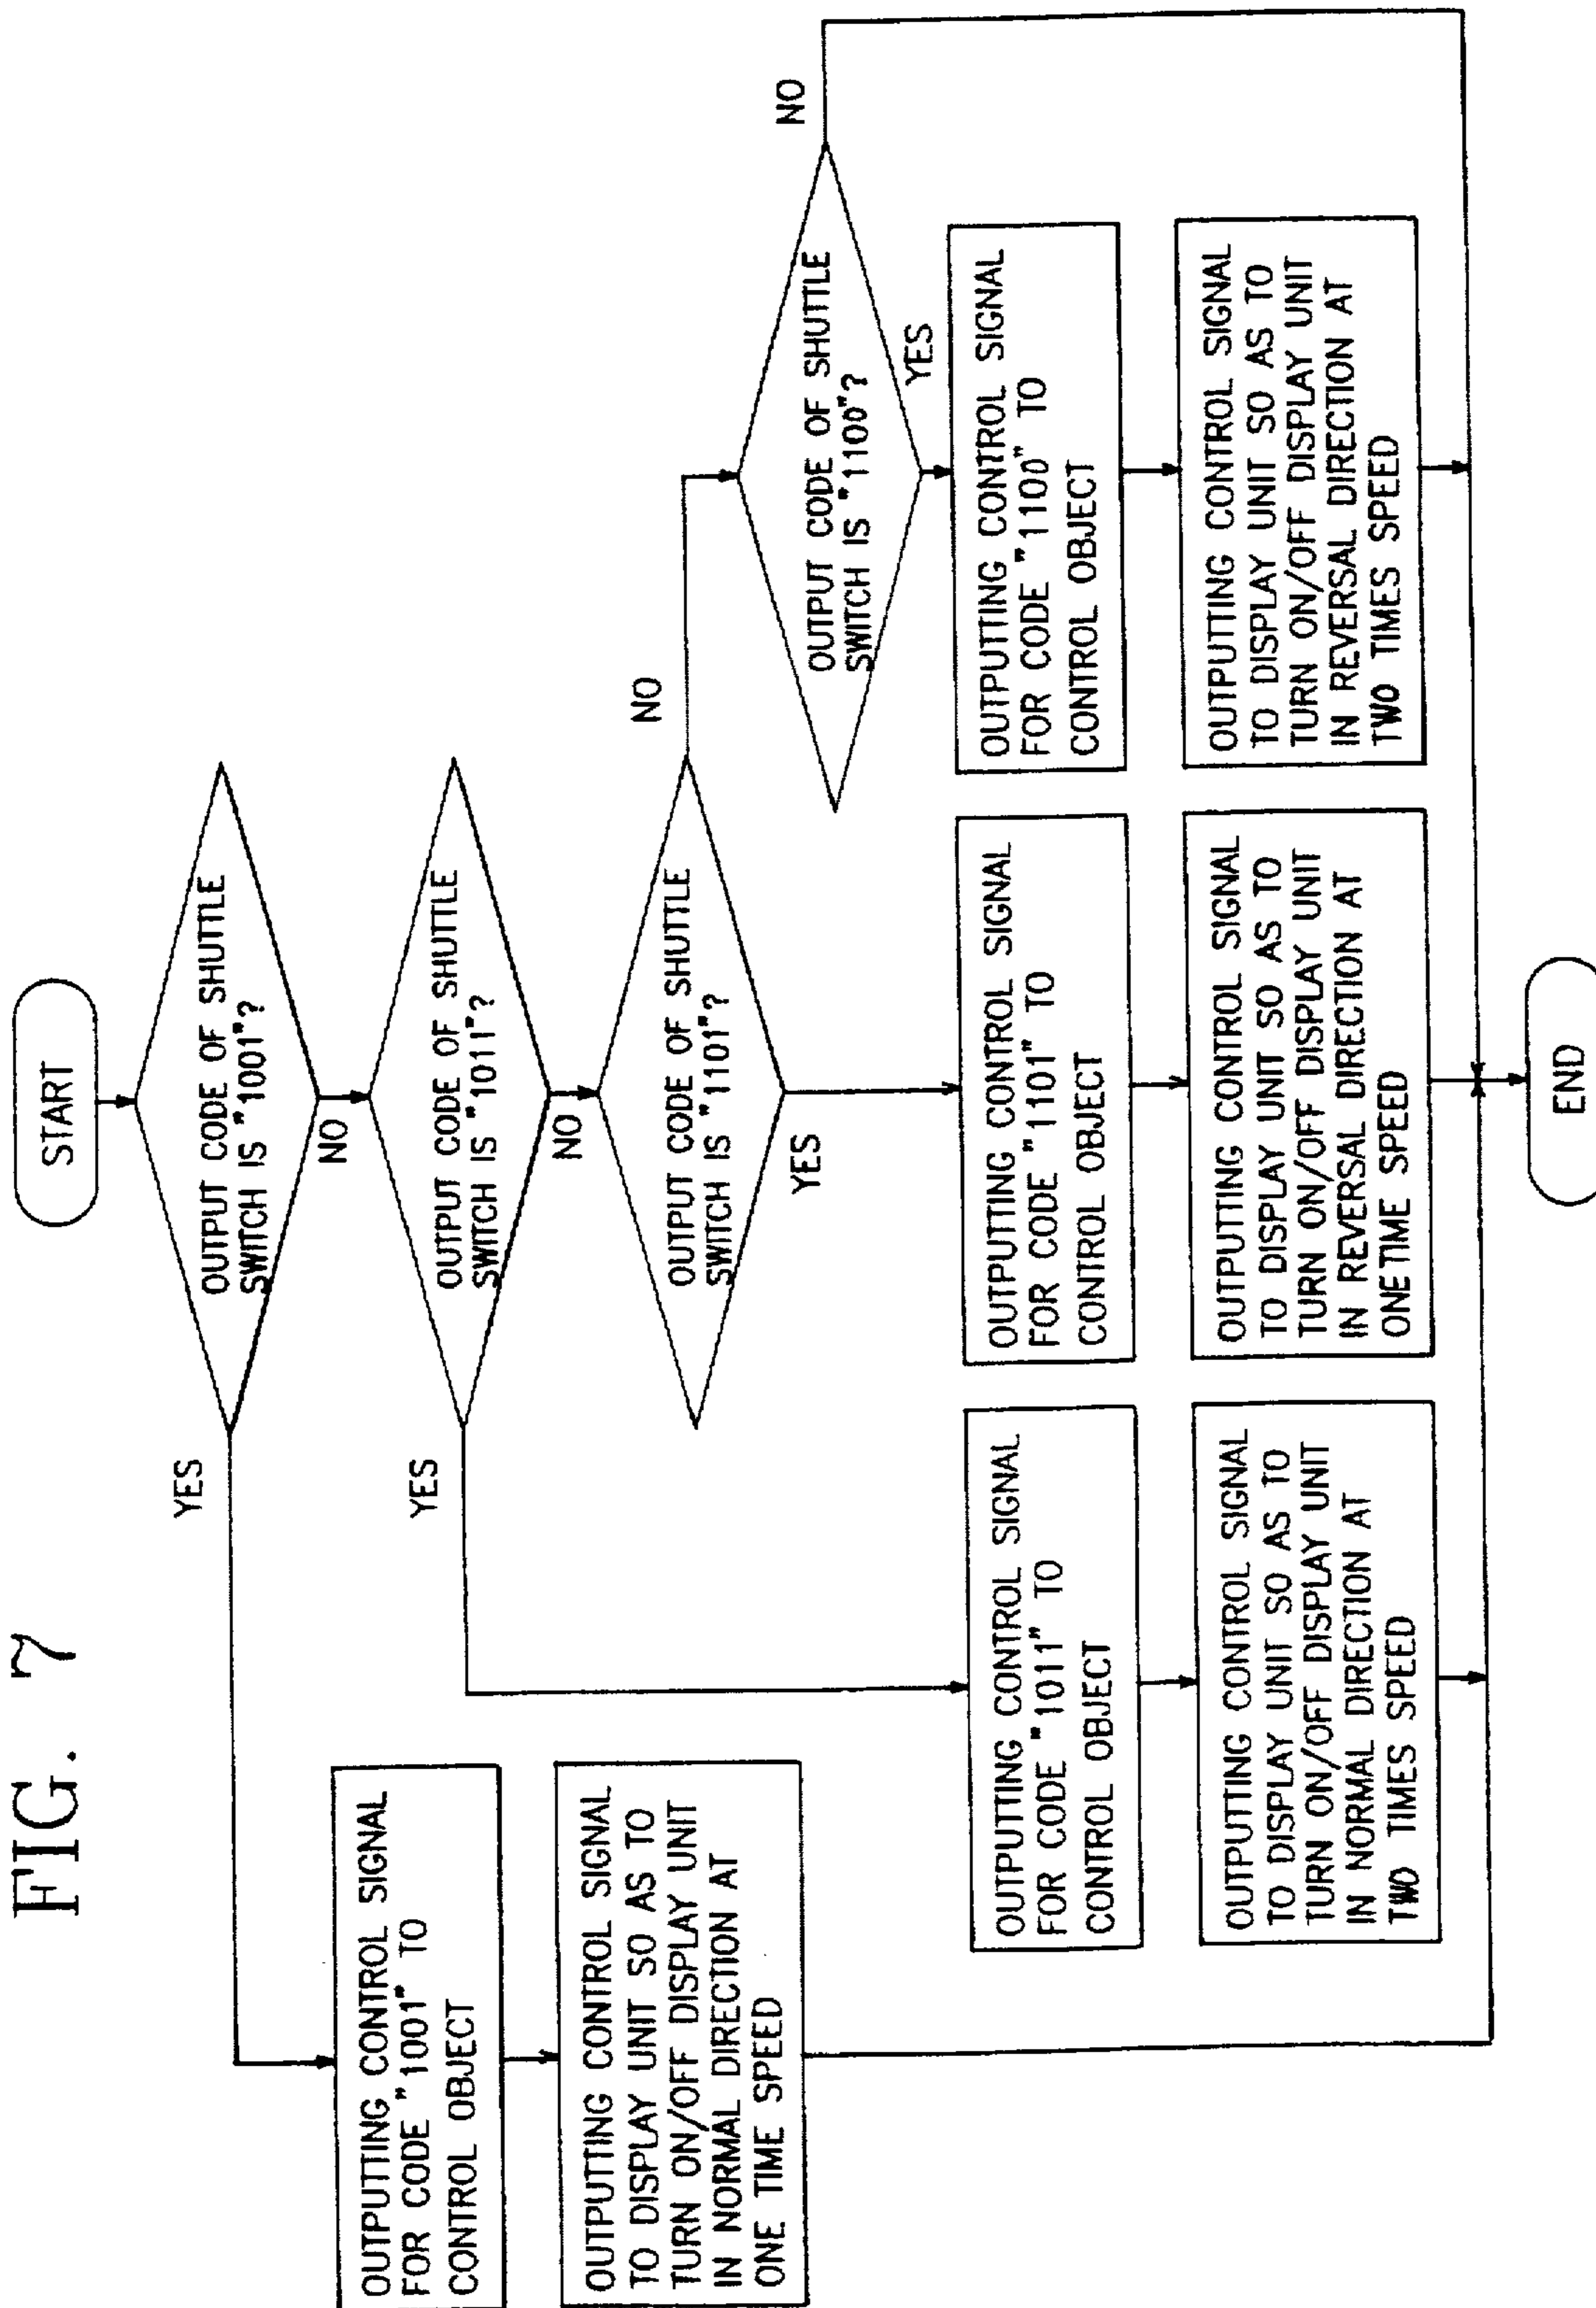 FIG. 7
START
OUTPUT CODE OF SHUTTLE
SWITCH IS "1001"?
YES
NO
OUTPUT CODE OF SHUTTLE
SWITCH IS "1011"?
YES
NO
OUTPUT CODE OF SHUTTLE
SWITCH IS "1101"?
NO
YES
OUTPUT CODE OF SHUTTLE
SWITCH IS "1100"?
NO
YES
OUTPUTTING CONTROL SIGNAL
FOR CODE "1001" TO
CONTROL OBJECT
OUTPUTTING CONTROL SIGNAL
TO DISPLAY UNIT SO AS TO
TURN ON/OFF DISPLAY UNIT
IN NORMAL DIRECTION AT
ONE TIME SPEED
OUTPUTTING CONTROL SIGNAL
FOR CODE "1011" TO
CONTROL OBJECT
OUTPUTTING CONTROL SIGNAL
TO DISPLAY UNIT SO AS TO
TURN ON/OFF DISPLAY UNIT
IN NORMAL DIRECTION AT
TWO TIMES SPEED
OUTPUTTING CONTROL SIGNAL
FOR CODE "1101" TO
CONTROL OBJECT
OUTPUTTING CONTROL SIGNAL
TO DISPLAY UNIT SO AS TO
TURN ON/OFF DISPLAY UNIT
IN REVERSAL DIRECTION AT
ONETIME SPEED
OUTPUTTING CONTROL SIGNAL
FOR CODE "1100" TO
CONTROL OBJECT
OUTPUTTING CONTROL SIGNAL
TO DISPLAY UNIT SO AS TO
TURN ON/OFF DISPLAY UNIT
IN REVERSAL DIRECTION AT
TWO TIMES SPEED
END